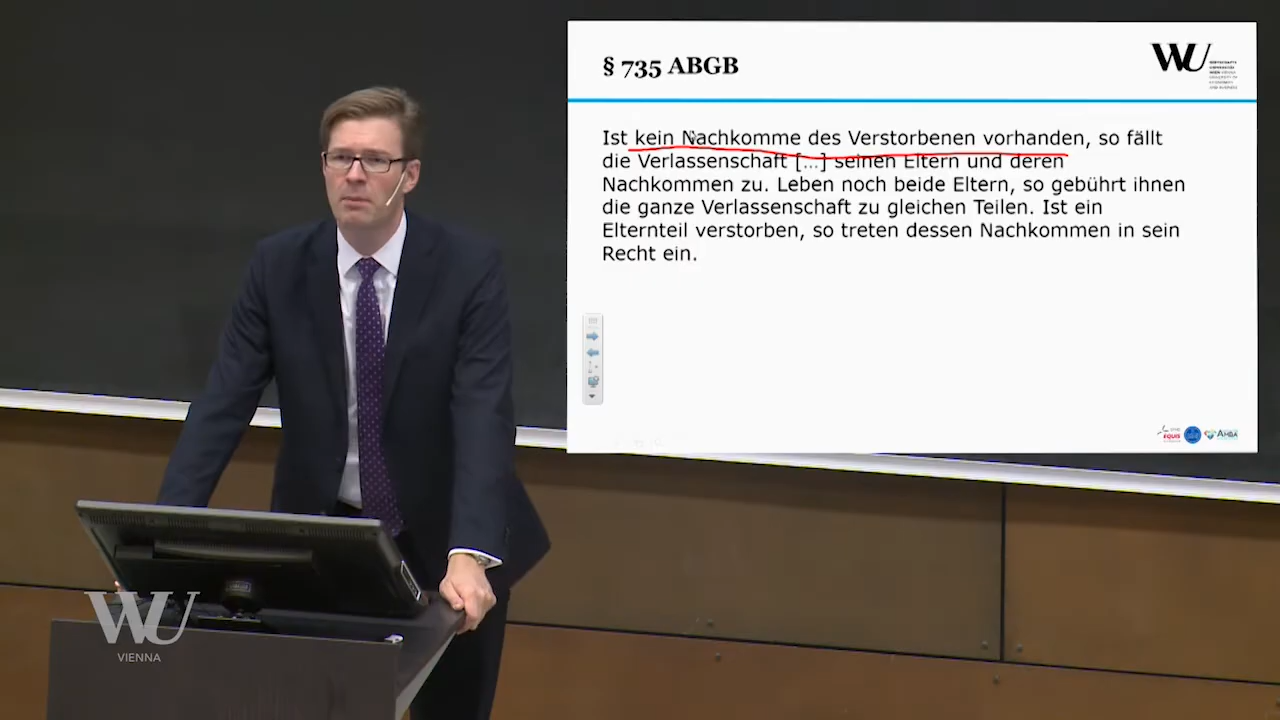 § 735 ABGB
WU
Ist kein Nachkomme des Verstorbenen vorhanden, so fällt
die Verlassenschaft [...] seinen Eltern und deren
Nachkommen zu. Leben noch beide Eltern, so gebührt ihnen
die ganze Verlassenschaft zu gleichen Teilen. Ist ein
Elternteil verstorben, so treten dessen Nachkommen in sein
Recht ein.
EQUIS
AMBA
WU
VIENNA